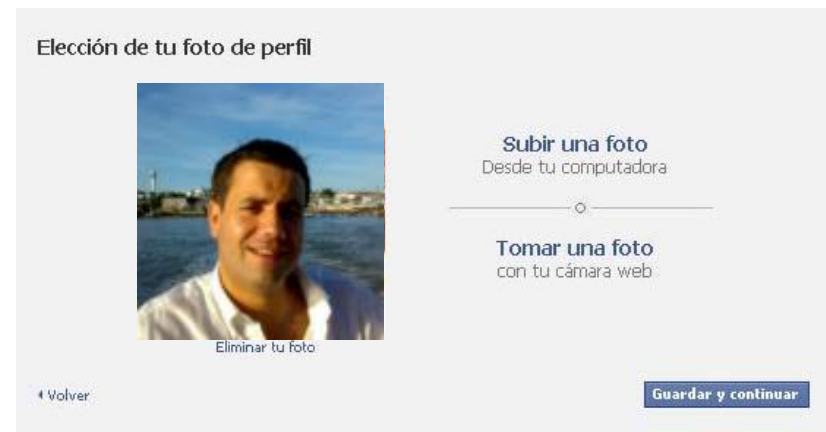 Elección de tu foto de perfil
Subir una foto
Desde tu computadora
Tomar una foto
con tu cámara web
Eliminar tu foto
Volver
Guardar y continuar